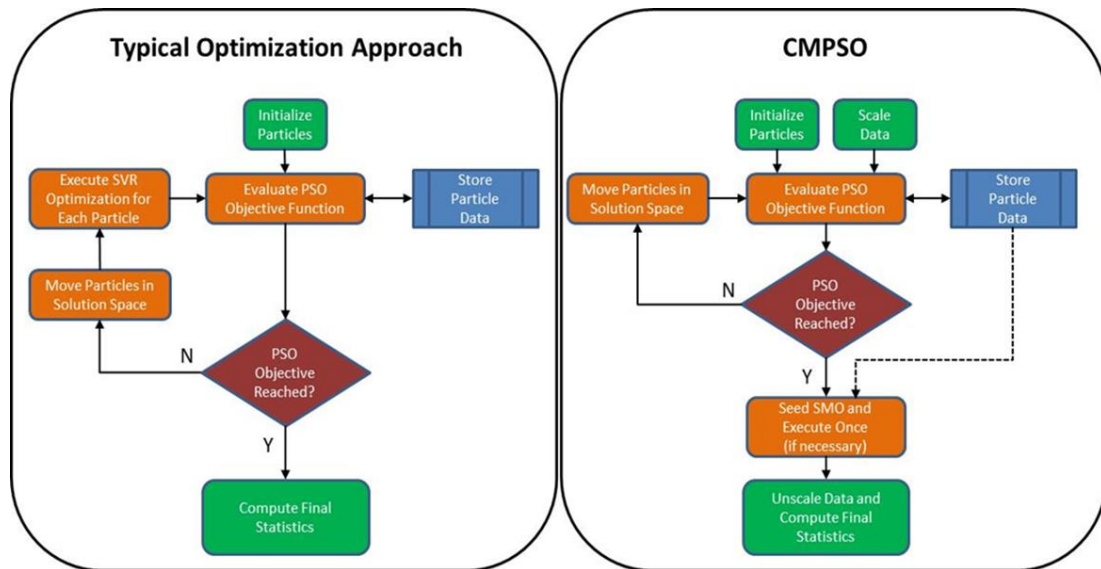 Typical Optimization Approach
Initialize
Particles
Execute SVR
Optimization for
Each Particle
Evaluate PSO
Objective Function
Store
Particle
Data
Move Particles in
Solution Space
N
PSO
Objective
Reached?
Y
Compute Final
Statistics
CMPSO
Initialize
Particles
Scale
Data
Move Particles in
Solution Space
Evaluate PSO
Objective Function
Store
Particle
Data
N
PSO
Objective
Reached?
Y
Seed SMO and
Execute Once
(if necessary)
Unscale Data and
Compute Final
Statistics